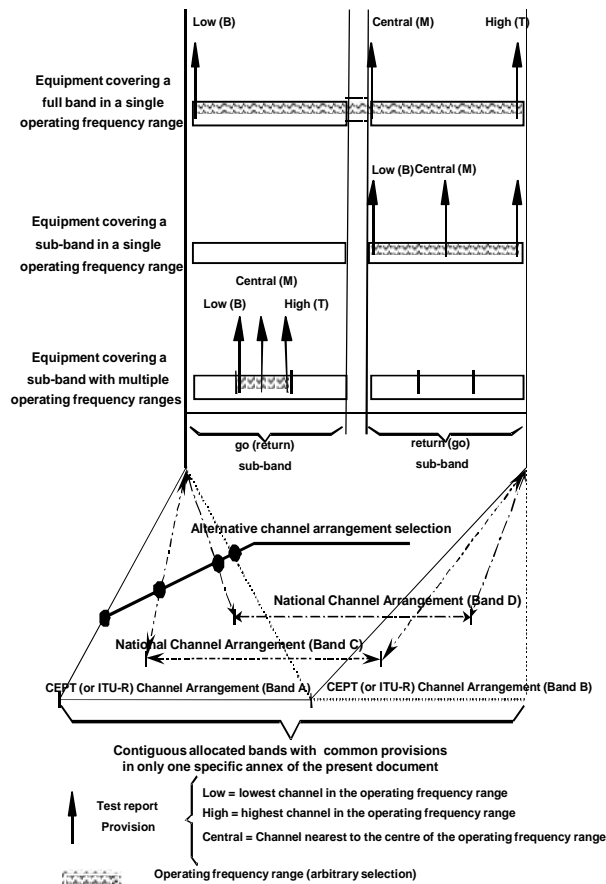 Low (B)
Central (M)
High (T)
Equipment covering a
full band in a single
operating frequency range
Low (B)Central (M)
Equipment covering a
sub-band in a single
operating frequency range
Central (M)
Low (B)
High (T)
Equipment covering a
sub-band with multiple
operating frequency ranges
go (return)
sub-band
return (go)
sub-band
Alternative channel arrangement selection
National Channel Arrangement (Band D)
National Channel Arrangement (Band C)
CEPT (or ITU-R) Channel Arrangement (Band A)
CEPT (or ITU-R) Channel Arrangement (Band B)
Contiguous allocated bands with common provisions
in only one specific annex of the present document
Test report
Provision
Low = lowest channel in the operating frequency range
High = highest channel in the operating frequency range
Central = Channel nearest to the centre of the operating frequency range
Operating frequency range (arbitrary selection)